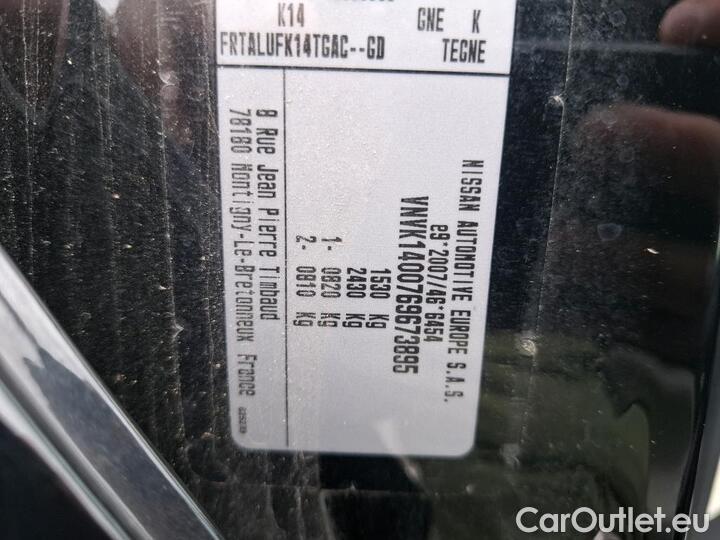 K14 GNE K
FRTALUFK14TGAC--GD TEGNE
NISSAN AUTOMOTIVE EUROPE S.A.S.
e9*2007/46*6454
VNVK1400769673895
1530 Kg
2430 Kg
1- 0820 Kg
2- 0810 Kg
8 Rue Jean Pierre Timbaud
78180 Montigny-Le-Bretonneux France
CarOutlet.eu